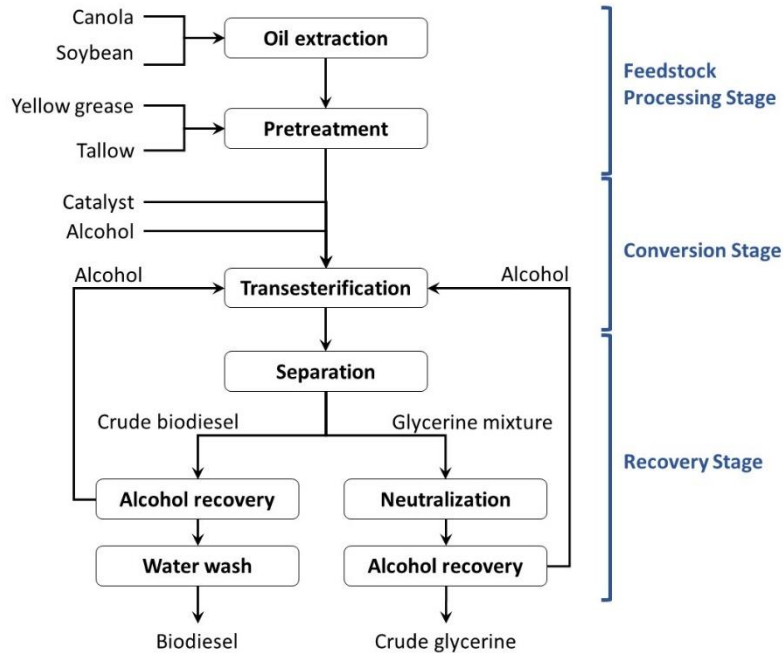 Canola
Soybean
Oil extraction
Feedstock
Processing Stage
Yellow grease
Tallow
Pretreatment
Catalyst
Alcohol
Conversion Stage
Alcohol
Alcohol
Transesterification
Separation
Crude biodiesel
Glycerine mixture
Recovery Stage
Alcohol recovery
Neutralization
Water wash
Alcohol recovery
Biodiesel
Crude glycerine